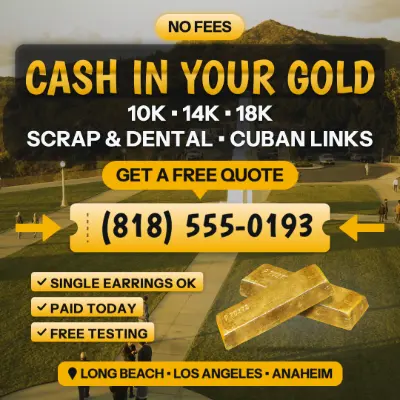 NO FEES
CASH IN YOUR GOLD
10K • 14K • 18K
SCRAP & DENTAL • CUBAN LINKS
GET A FREE QUOTE
(818) 555-0193
SINGLE EARRINGS OK
PAID TODAY
FREE TESTING
LONG BEACH • LOS ANGELES • ANAHEIM